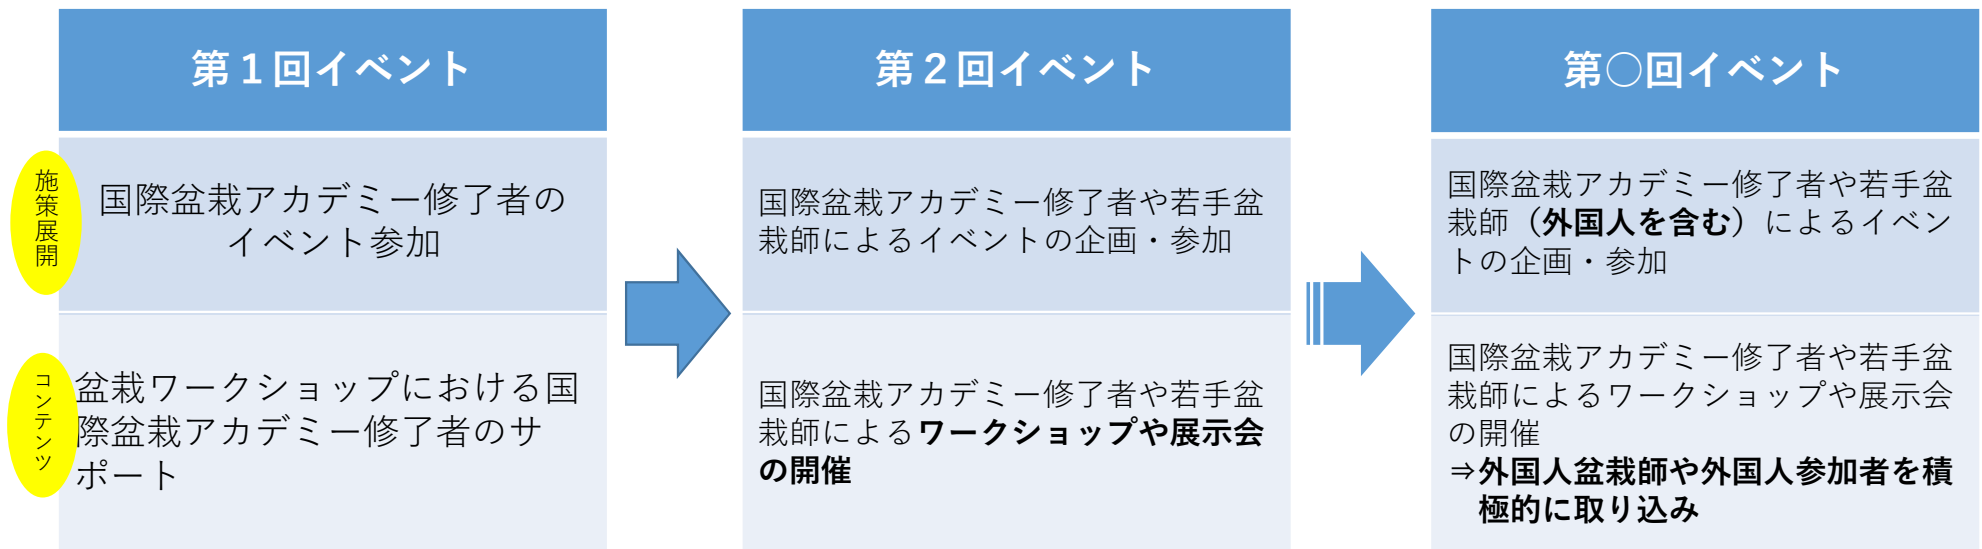 第１回イベント
施策展開
国際盆栽アカデミー修了者の
イベント参加
コンテンツ
盆栽ワークショップにおける国
際盆栽アカデミー修了者のサ
ポート
第２回イベント
国際盆栽アカデミー修了者や若手盆
栽師によるイベントの企画・参加
国際盆栽アカデミー修了者や若手盆
栽師によるワークショップや展示会
の開催
第〇回イベント
国際盆栽アカデミー修了者や若手盆
栽師（外国人を含む）によるイベン
トの企画・参加
国際盆栽アカデミー修了者や若手盆
栽師によるワークショップや展示会
の開催
⇒外国人盆栽師や外国人参加者を積
極的に取り込み